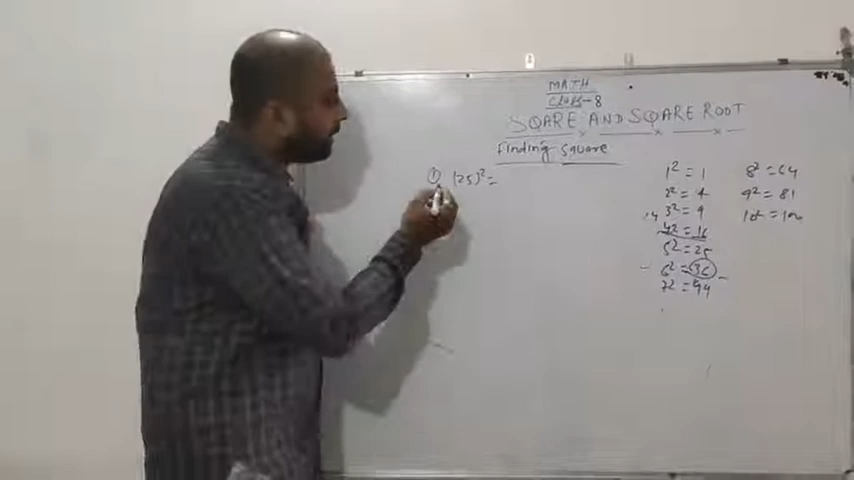 MATH
CLASS-8
SQARE AND SQARE ROOT
Finding Square
① (25)² =
1² = 1
2² = 4
3² = 9
4² = 16
5² = 25
6² = 36
7² = 49
8² = 64
9² = 81
10² = 100